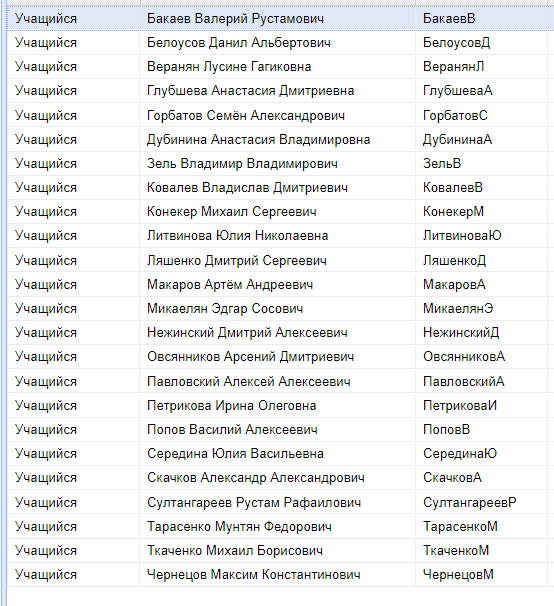 Учащийся Бакаев Валерий Рустамович БакаевВ
Учащийся Белоусов Данил Альбертович БелоусовД
Учащийся Веранян Лусине Гагиковна ВеранянЛ
Учащийся Глубшева Анастасия Дмитриевна ГлубшеваА
Учащийся Горбатов Семён Александрович ГорбатовС
Учащийся Дубинина Анастасия Владимировна ДубининаА
Учащийся Зель Владимир Владимирович ЗельВ
Учащийся Ковалев Владислав Дмитриевич КовалевВ
Учащийся Конекер Михаил Сергеевич КонекерМ
Учащийся Литвинова Юлия Николаевна ЛитвиноваЮ
Учащийся Ляшенко Дмитрий Сергеевич ЛяшенкоД
Учащийся Макаров Артём Андреевич МакаровА
Учащийся Микаелян Эдгар Сосович МикаелянЭ
Учащийся Нежинский Дмитрий Алексеевич НежинскийД
Учащийся Овсянников Арсений Дмитриевич ОвсянниковА
Учащийся Павловский Алексей Алексеевич ПавловскийА
Учащийся Петрикова Ирина Олеговна ПетриковаИ
Учащийся Попов Василий Алексеевич ПоповВ
Учащийся Середина Юлия Васильевна СерединаЮ
Учащийся Скачков Александр Александрович СкачковА
Учащийся Султангареев Рустам Рафаилович СултангареевР
Учащийся Тарасенко Мунтян Федорович ТарасенкоМ
Учащийся Ткаченко Михаил Борисович ТкаченкоМ
Учащийся Чернецов Максим Константинович ЧернецовМ